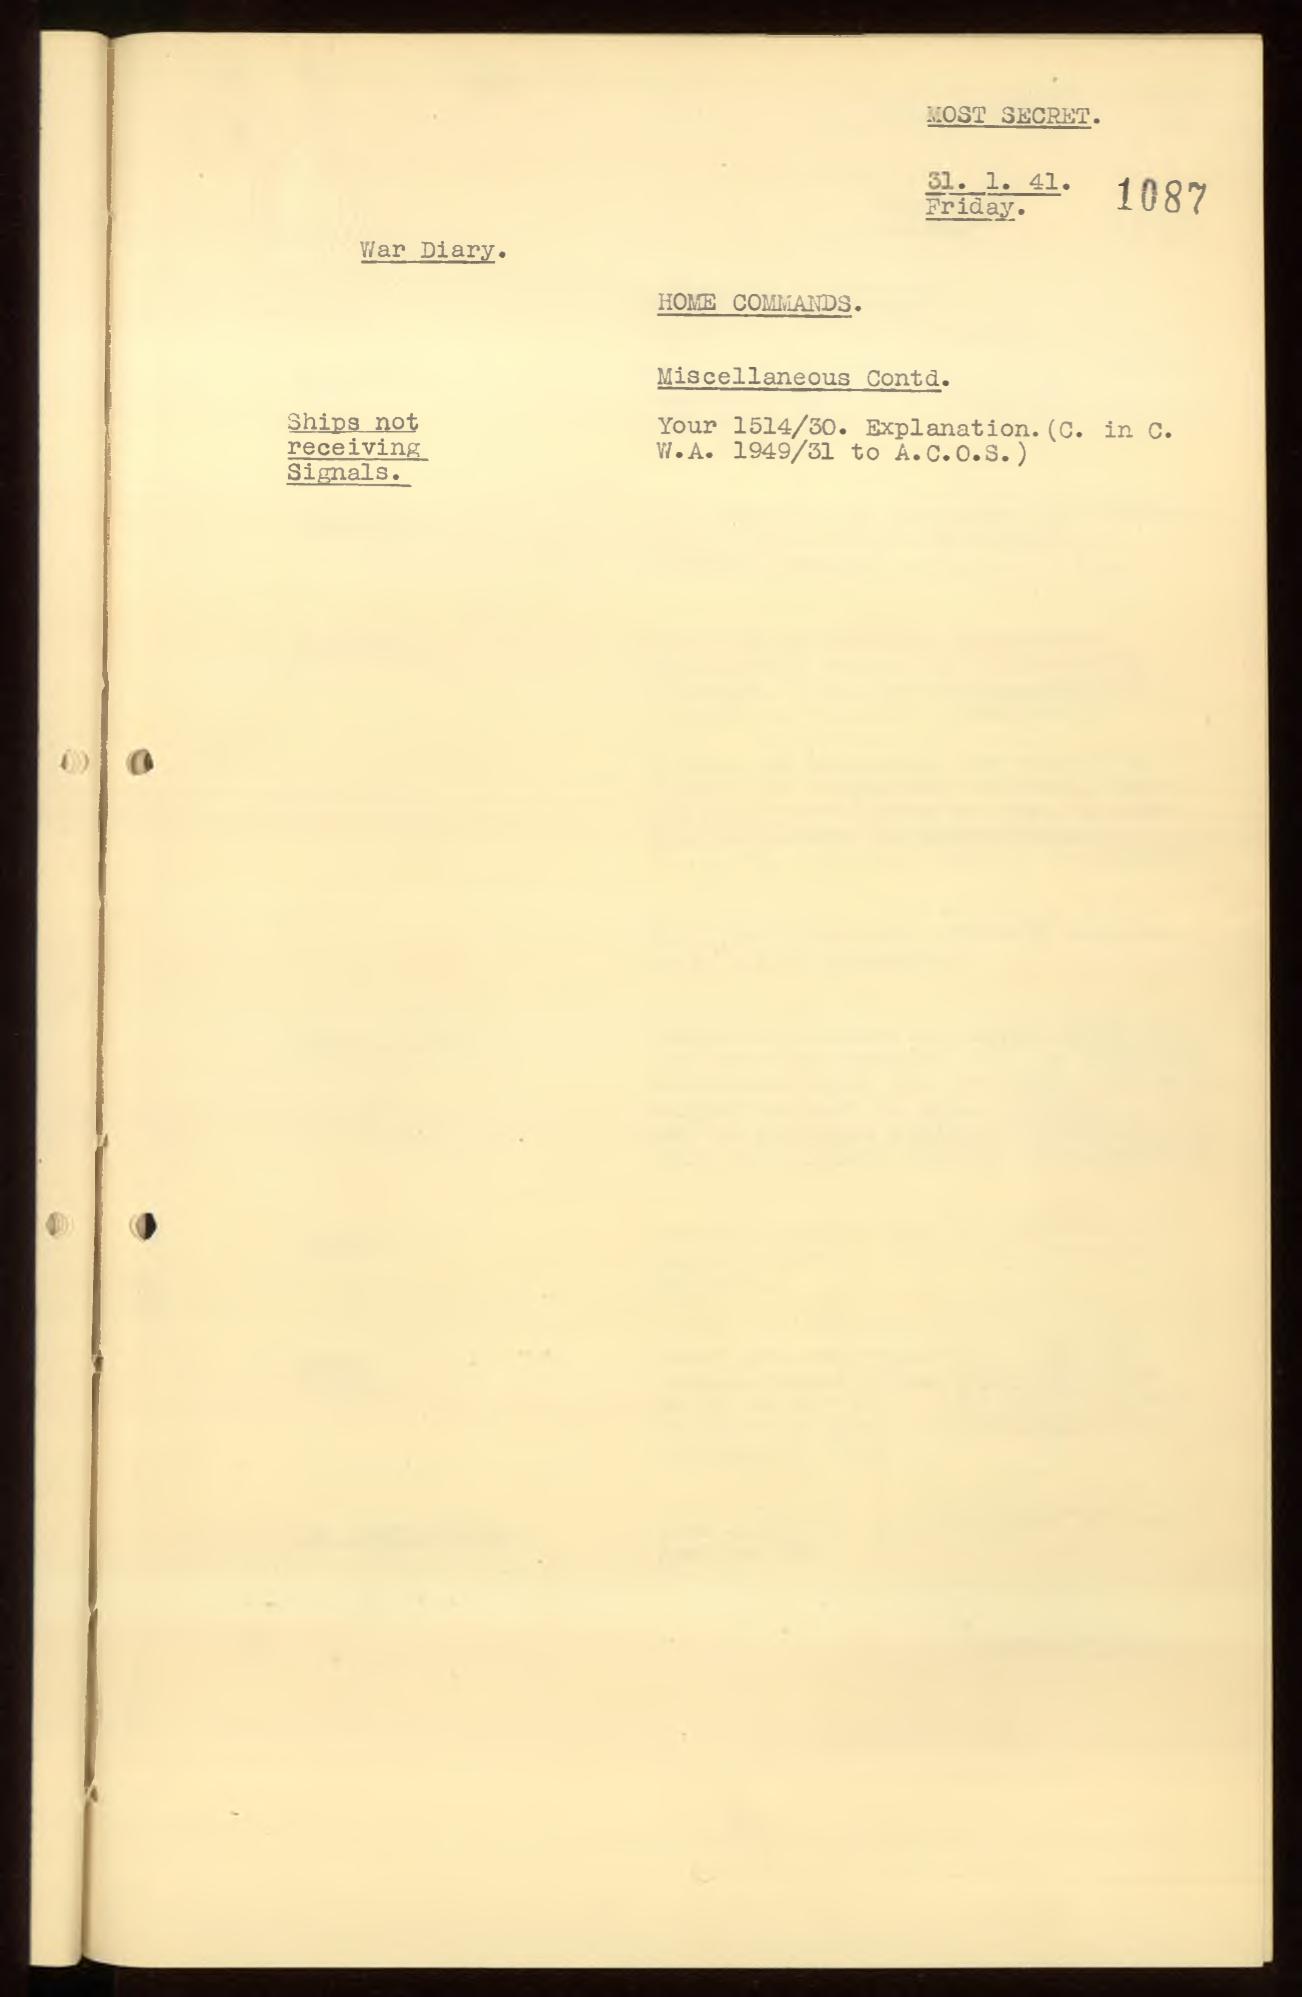 MOST SECRET.
31. 1. 41.
Friday.
1087
War Diary.
HOME COMMANDS.
Miscellaneous Contd.
Ships not
receiving
Signals.
Your 1514/30. Explanation. (C. in C.
W.A. 1949/31 to A.C.O.S.)